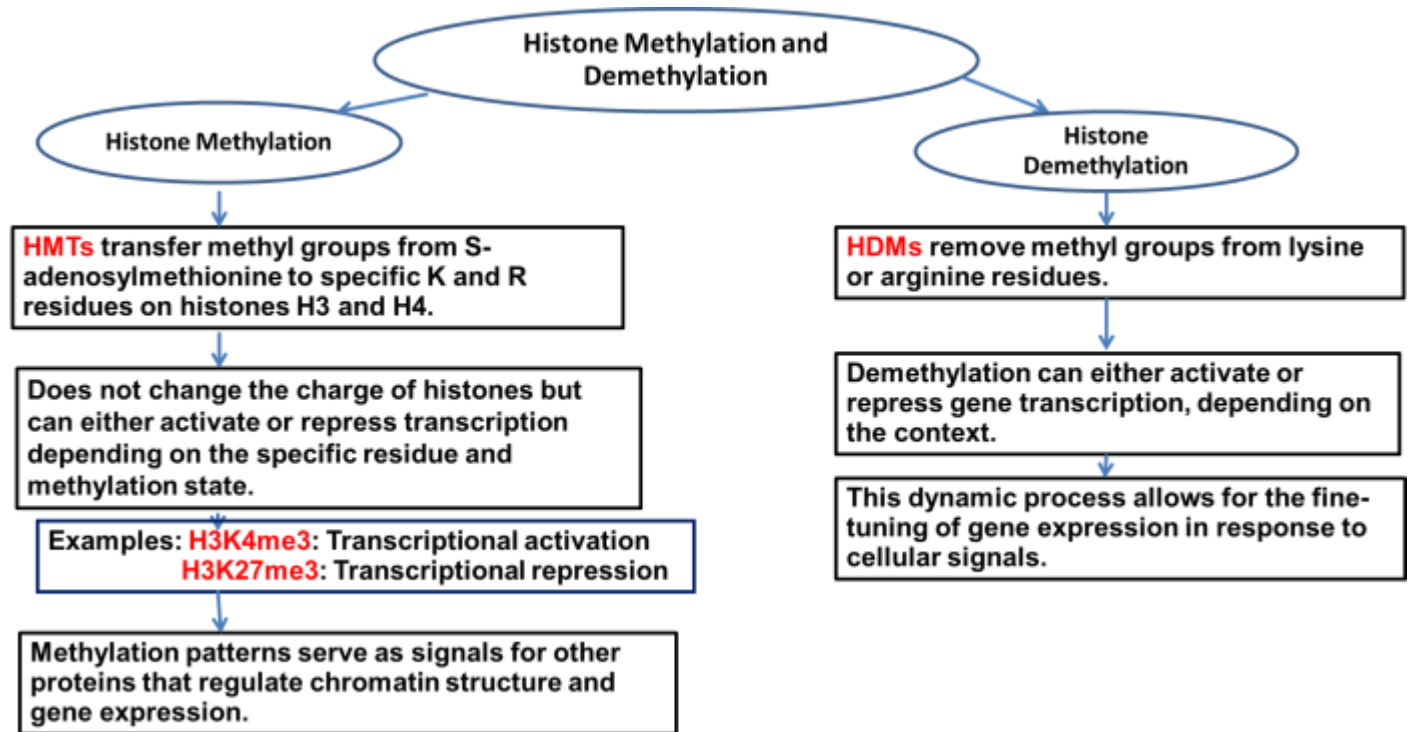 Histone Methylation and
Demethylation
Histone Methylation
Histone
Demethylation
HMTs transfer methyl groups from S-
adenosylmethionine to specific K and R
residues on histones H3 and H4.
Does not change the charge of histones but
can either activate or repress transcription
depending on the specific residue and
methylation state.
Examples: H3K4me3: Transcriptional activation
H3K27me3: Transcriptional repression
Methylation patterns serve as signals for other
proteins that regulate chromatin structure and
gene expression.
HDMs remove methyl groups from lysine
or arginine residues.
Demethylation can either activate or
repress gene transcription, depending on
the context.
This dynamic process allows for the fine-
tuning of gene expression in response to
cellular signals.